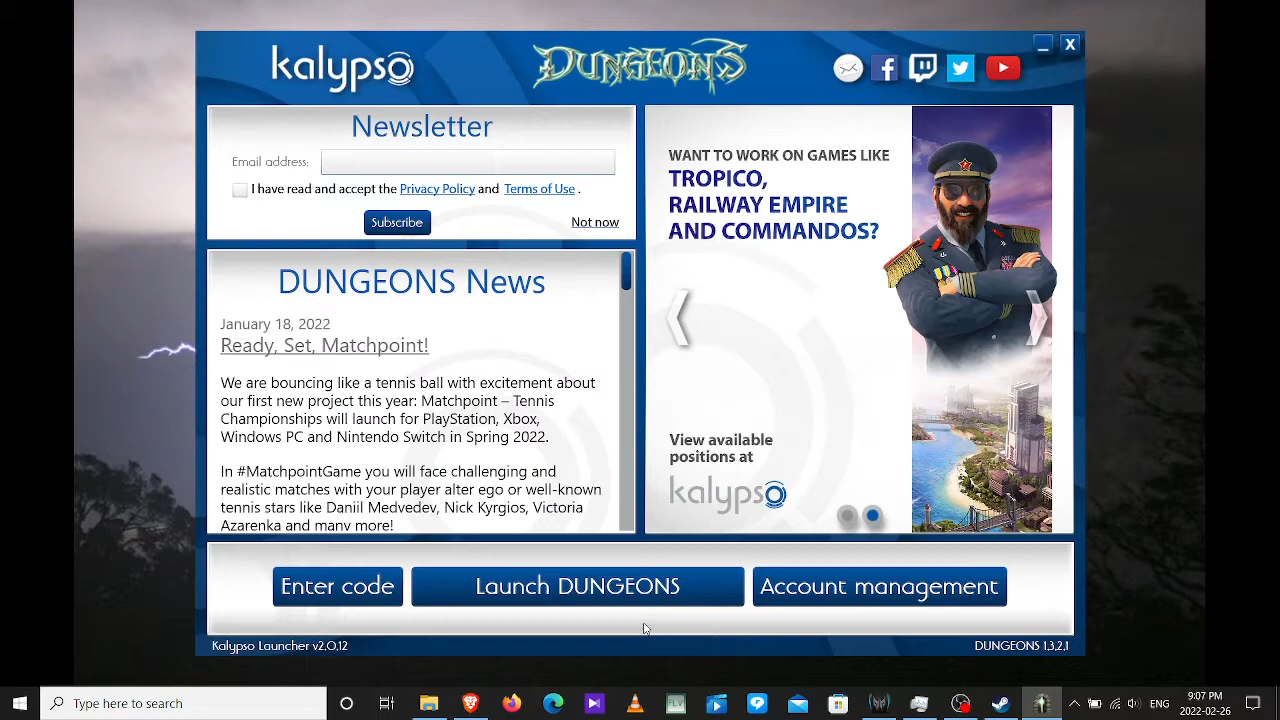 kalypso
DUNGEONS
X
Newsletter
Email address:
I have read and accept the Privacy Policy and Terms of Use .
Subscribe
Not now
DUNGEONS News
January 18, 2022
Ready, Set, Matchpoint!
We are bouncing like a tennis ball with excitement about
our first new project this year: Matchpoint – Tennis
Championships will launch for PlayStation, Xbox,
Windows PC and Nintendo Switch in Spring 2022.
In #MatchpointGame you will face challenging and
realistic matches with your player alter ego or well-known
tennis stars like Daniil Medvedev, Nick Kyrgios, Victoria
Azarenka and many more!
WANT TO WORK ON GAMES LIKE
TROPICO,
RAILWAY EMPIRE
AND COMMANDOS?
View available
positions at
kalypso
Enter code
Launch DUNGEONS
Account management
Kalypso Launcher v2.0.12
DUNGEONS 1.3.2.1
Type here to search
FLV
ENG
9:07 PM
2022-02-26